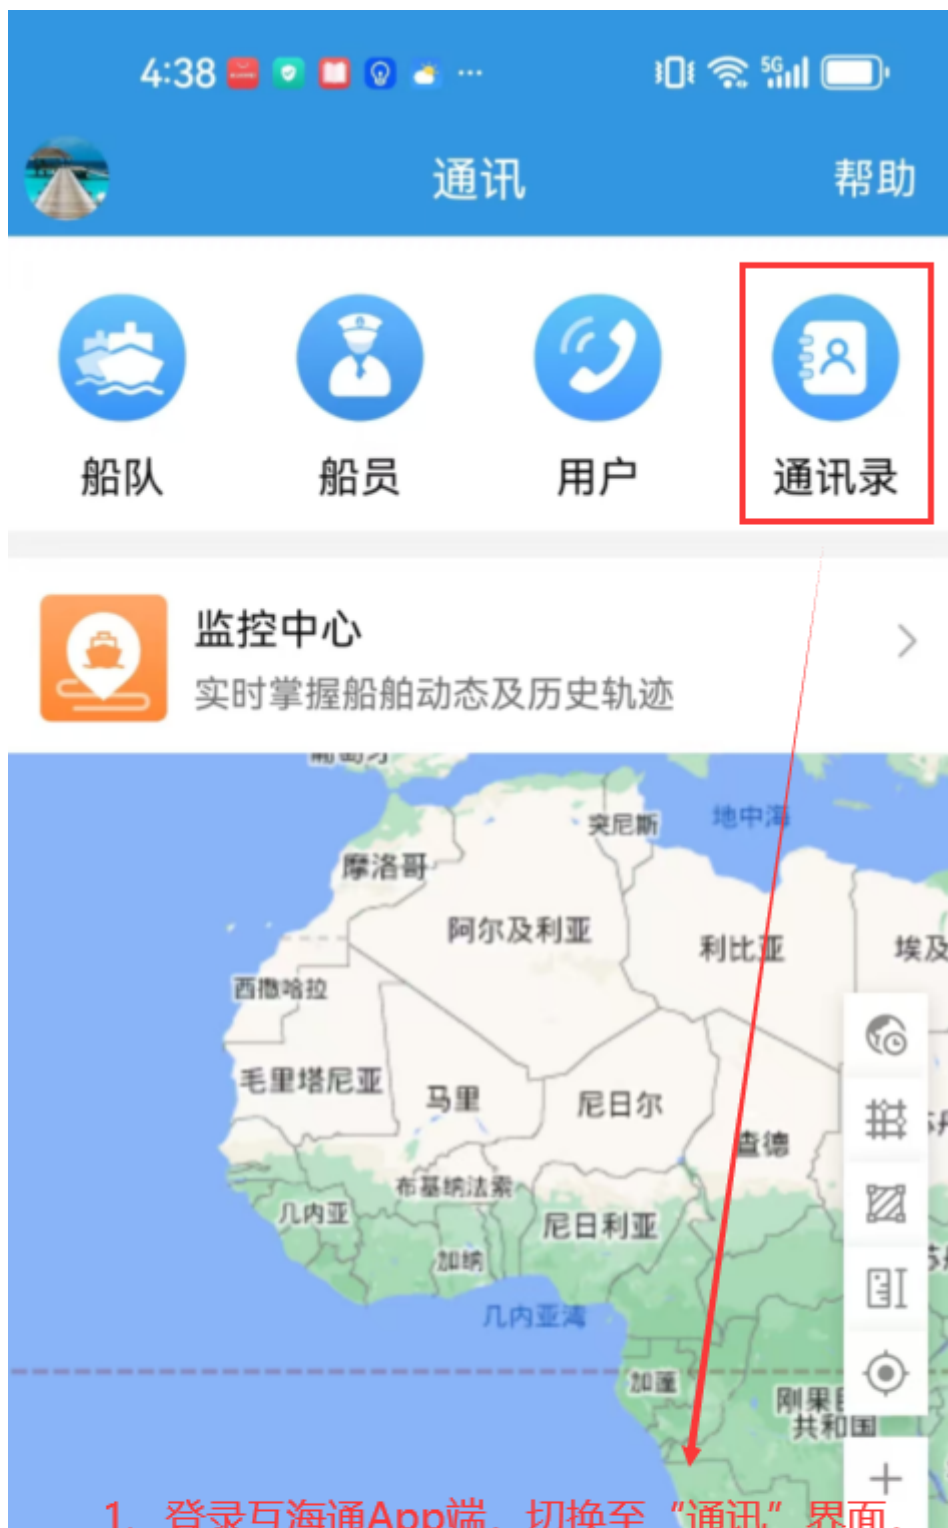 4:38
5G
通讯
帮助
船队
船员
用户
通讯录
监控中心
实时掌握船舶动态及历史轨迹
葡萄牙
突尼斯
地中海
摩洛哥
阿尔及利亚
利比亚
埃及
西撒哈拉
毛里塔尼亚
马里
尼日尔
乍得
布基纳法索
几内亚
尼日利亚
加纳
几内亚湾
加蓬
刚果民
共和国
1、登录互海通App端，切换至“通讯”界面，